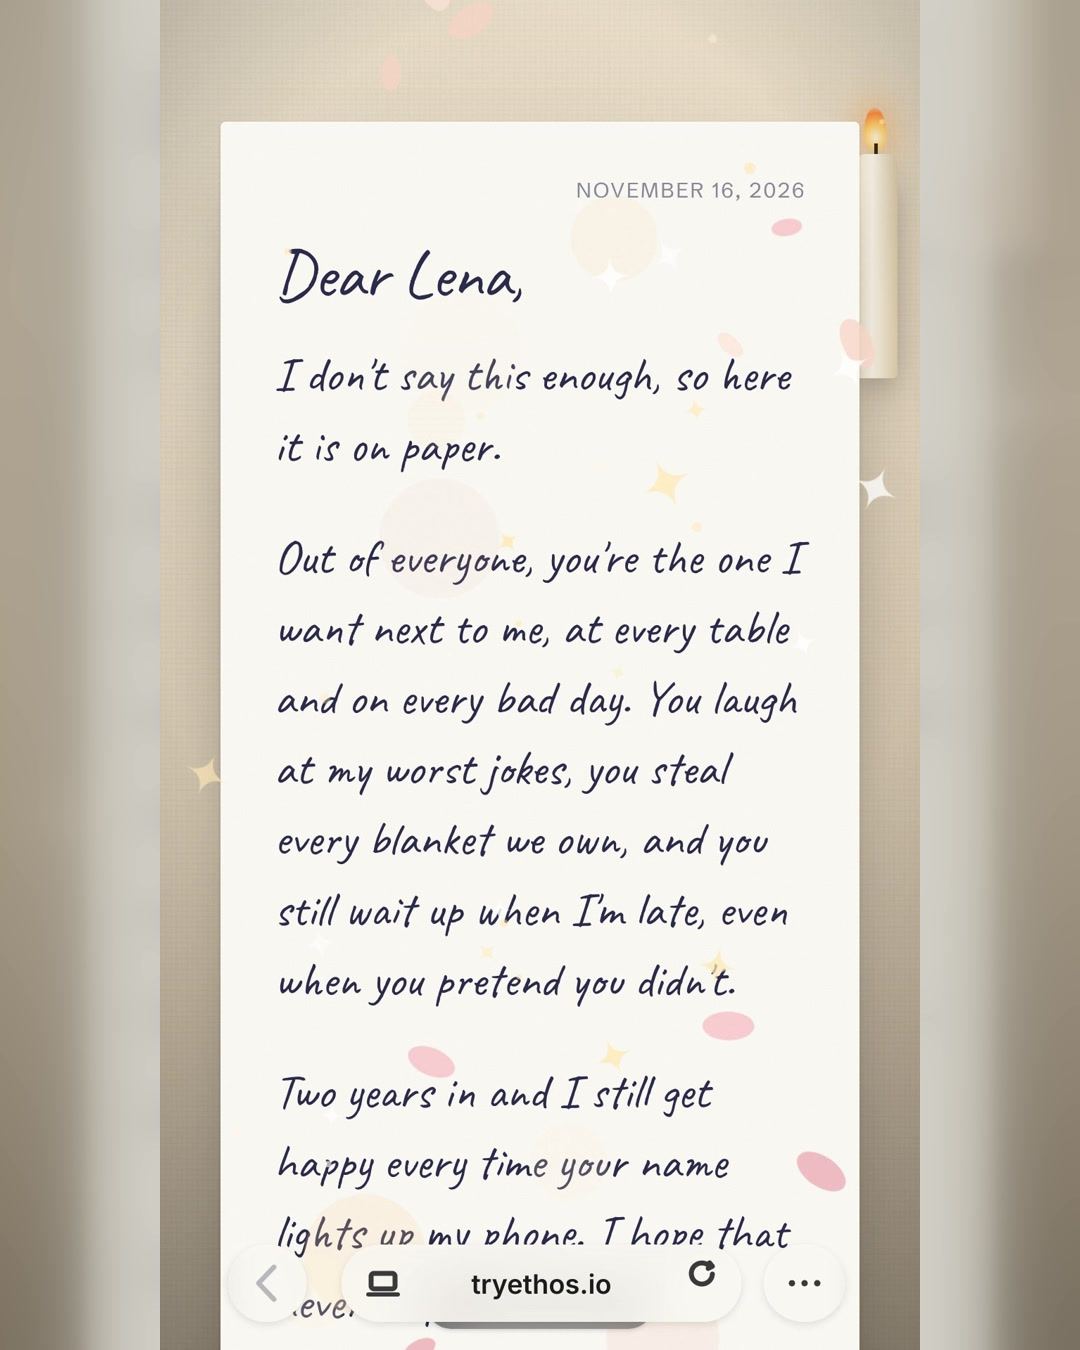 NOVEMBER 16, 2026
Dear Lena,
I don't say this enough, so here
it is on paper.
Out of everyone, you're the one I
want next to me, at every table
and on every bad day. You laugh
at my worst jokes, you steal
every blanket we own, and you
still wait up when I'm late, even
when you pretend you didn't.
Two years in and I still get
happy every time your name
lights up my phone. I hope that
tryethos.io